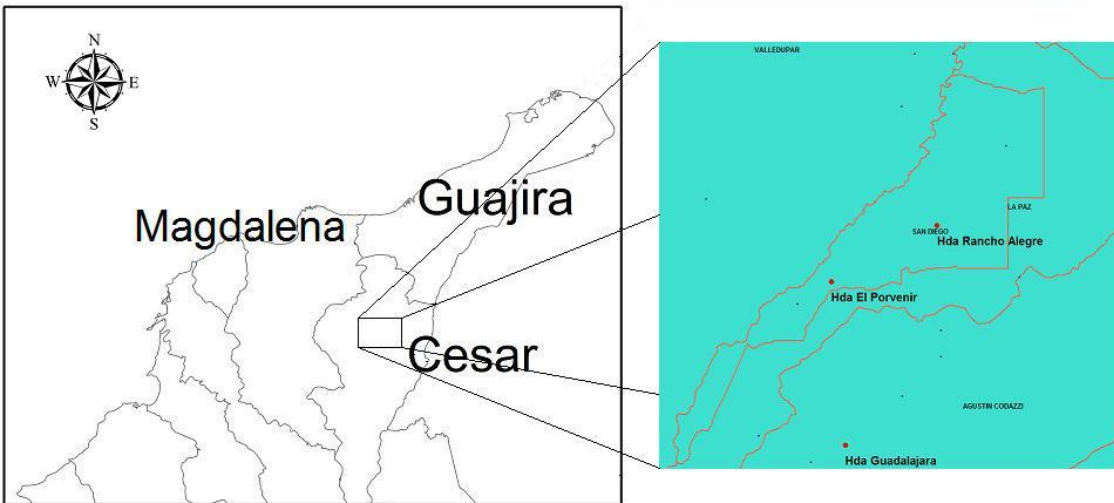 N
W E
S
Guajira
Magdalena
Cesar
VALLEDUPAR
LA PAZ
SAN DIEGO
Hda Rancho Alegre
Hda El Porvenir
AGUSTIN CODAZZI
Hda Guadalajara